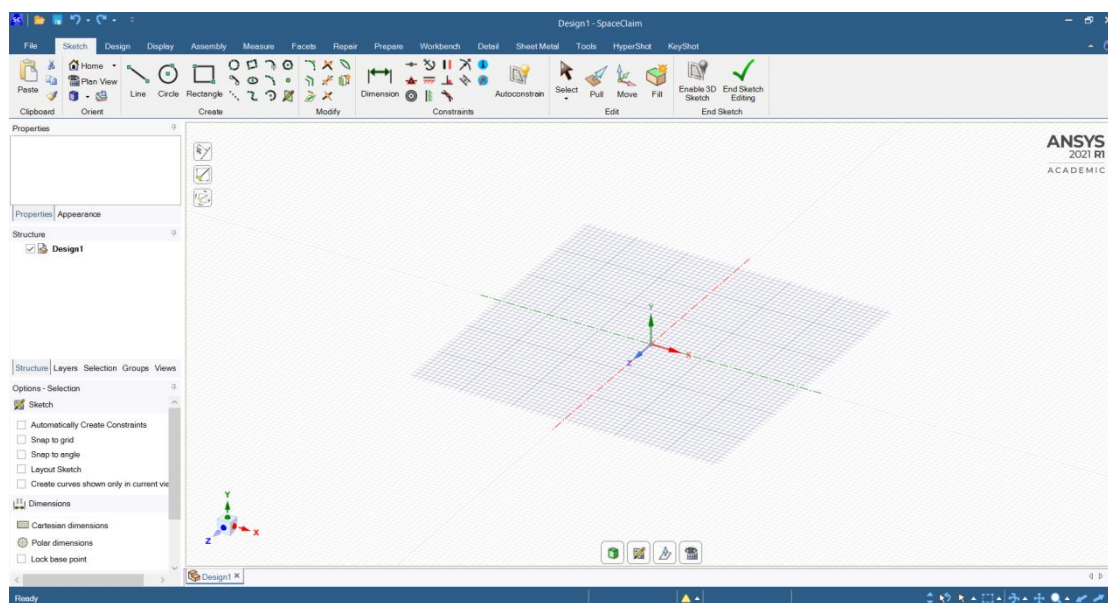 Design1 - SpaceClaim
File Sketch Design Display Assembly Measure Facets Repair Prepare Workbench Detail Sheet Metal Tools HyperShot KeyShot
Paste
Home
Plan View
Line Circle Rectangle
Dimension
Autoconstrain
Select Pull Move Fill
Enable 3D Sketch
End Sketch Editing
Clipboard Orient Create Modify Constraints Edit End Sketch
Properties
ANSYS
2021 R1
ACADEMIC
Properties Appearance
Structure
Design1
Y
X
Z
Structure Layers Selection Groups Views
Options - Selection
Sketch
Automatically Create Constraints
Snap to grid
Snap to angle
Layout Sketch
Create curves shown only in current vie
Dimensions
Cartesian dimensions
Polar dimensions
Lock base point
Y
X
Z
Design1
Ready